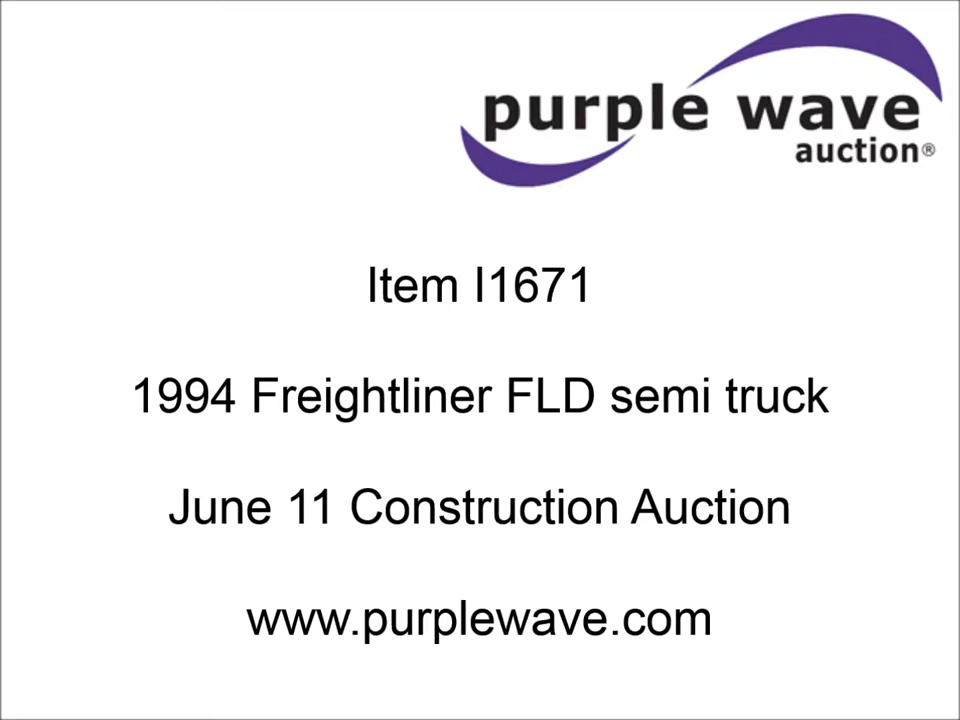 purple wave
auction®
Item I1671
1994 Freightliner FLD semi truck
June 11 Construction Auction
www.purplewave.com